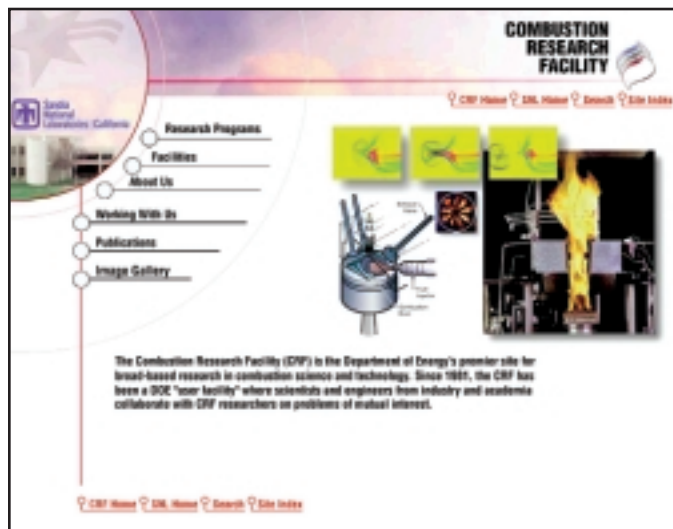 COMBUSTION
RESEARCH
FACILITY
CRF Home SNL Home Search Site Index
Sandia
National
Laboratories/California
Research Programs
Facilities
About Us
Working With Us
Publications
Image Gallery
The Combustion Research Facility (CRF) is the Department of Energy's premier site for
broad-based research in combustion science and technology. Since 1981, the CRF has
been a DOE "user facility" where scientists and engineers from industry and academia
collaborate with CRF researchers on problems of mutual interest.
CRF Home SNL Home Search Site Index